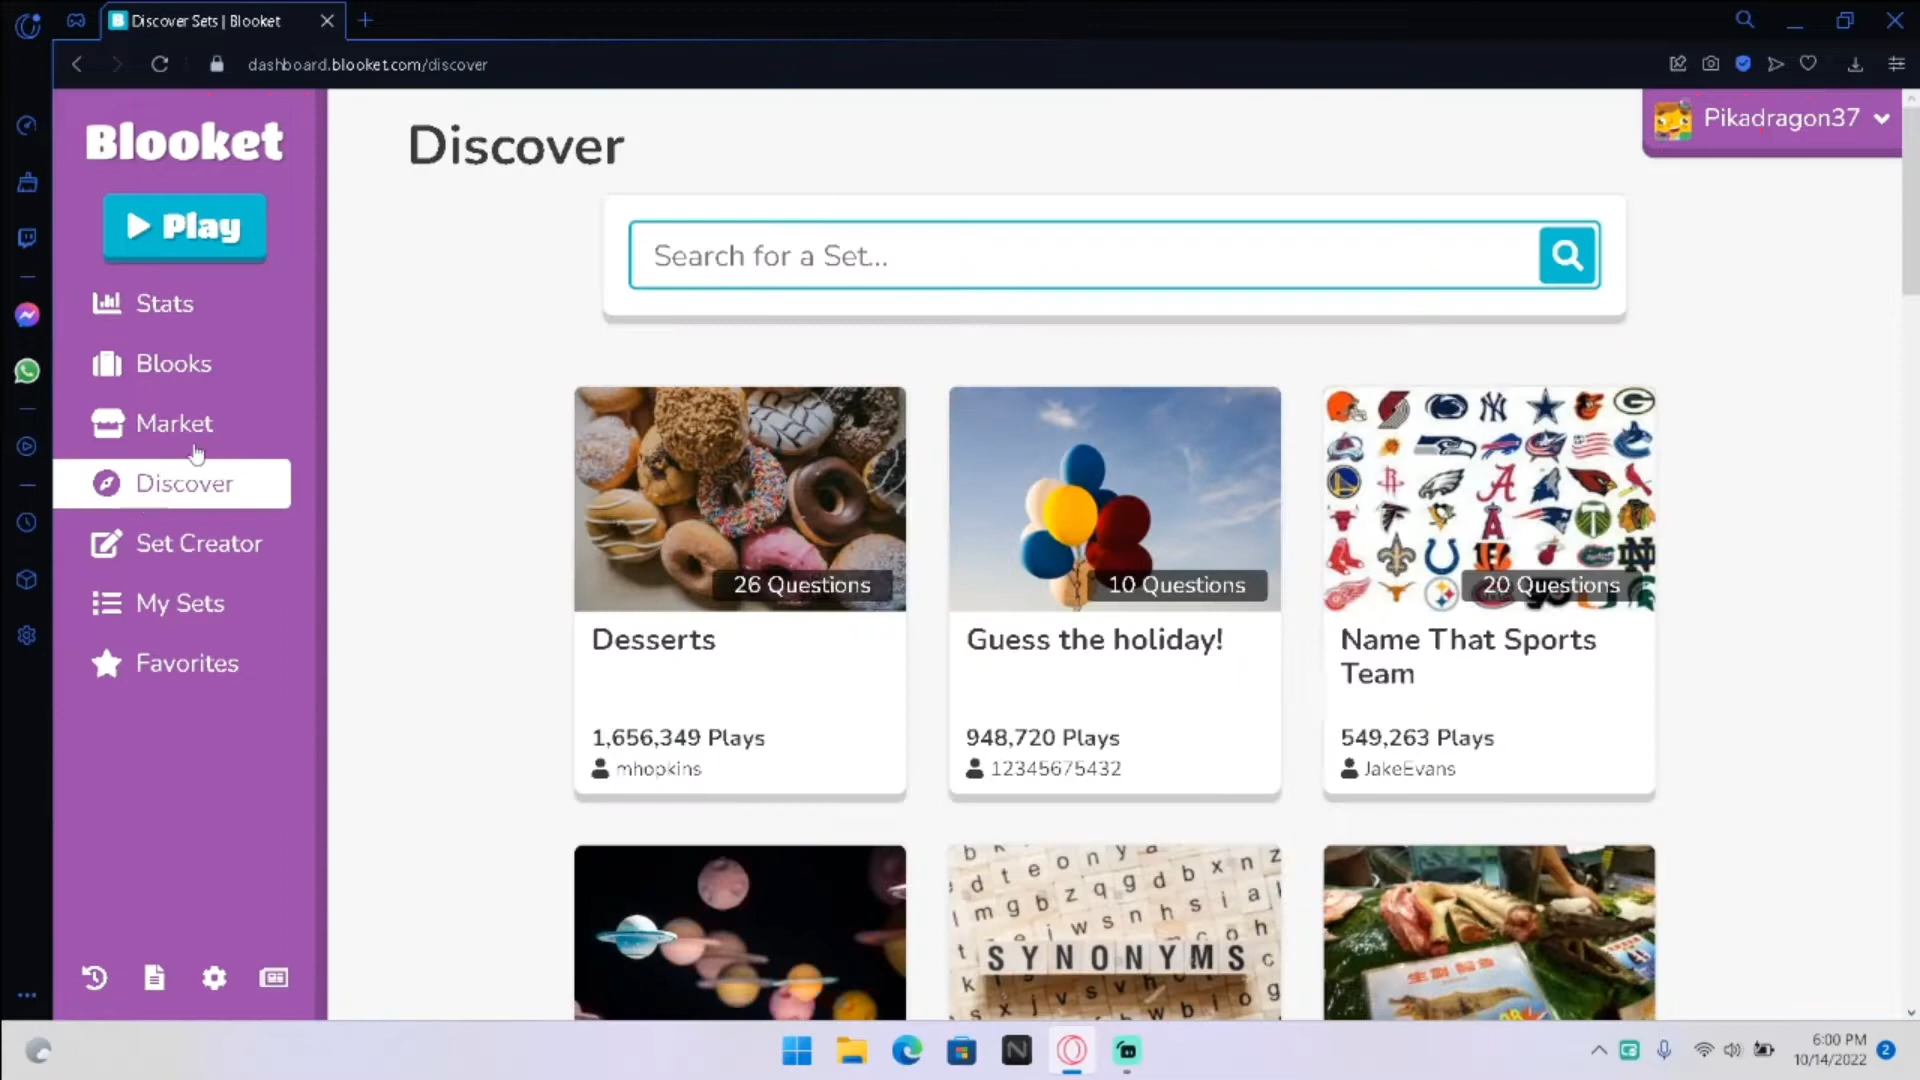 Discover Sets | Blooket
dashboard.blooket.com/discover
Blooket
Play
Stats
Blooks
Market
Discover
Set Creator
My Sets
Favorites
Discover
Pikadragon37
Search for a Set...
26 Questions
Desserts
1,656,349 Plays
mhopkins
10 Questions
Guess the holiday!
948,720 Plays
12345675432
20 Questions
Name That Sports
Team
549,263 Plays
JakeEvans
SYNONYMS
6:00 PM
10/14/2022
2